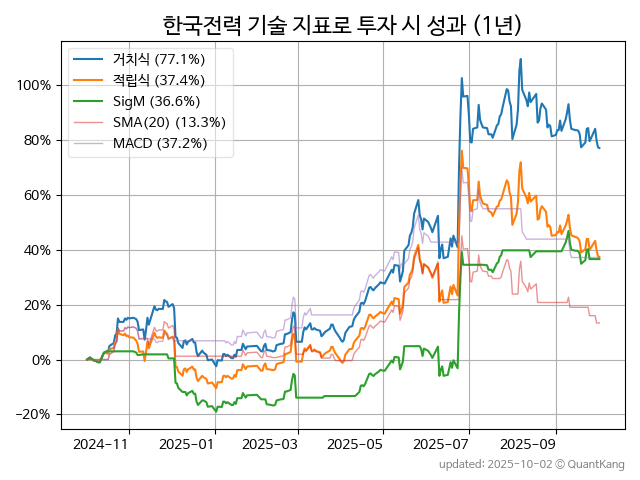 한국전력 기술 지표로 투자 시 성과 (1년)
거치식 (77.1%)
적립식 (37.4%)
SigM (36.6%)
SMA(20) (13.3%)
MACD (37.2%)
100%
80%
60%
40%
20%
0%
−20%
2024-11 2025-01 2025-03 2025-05 2025-07 2025-09
updated: 2025-10-02 © QuantKang